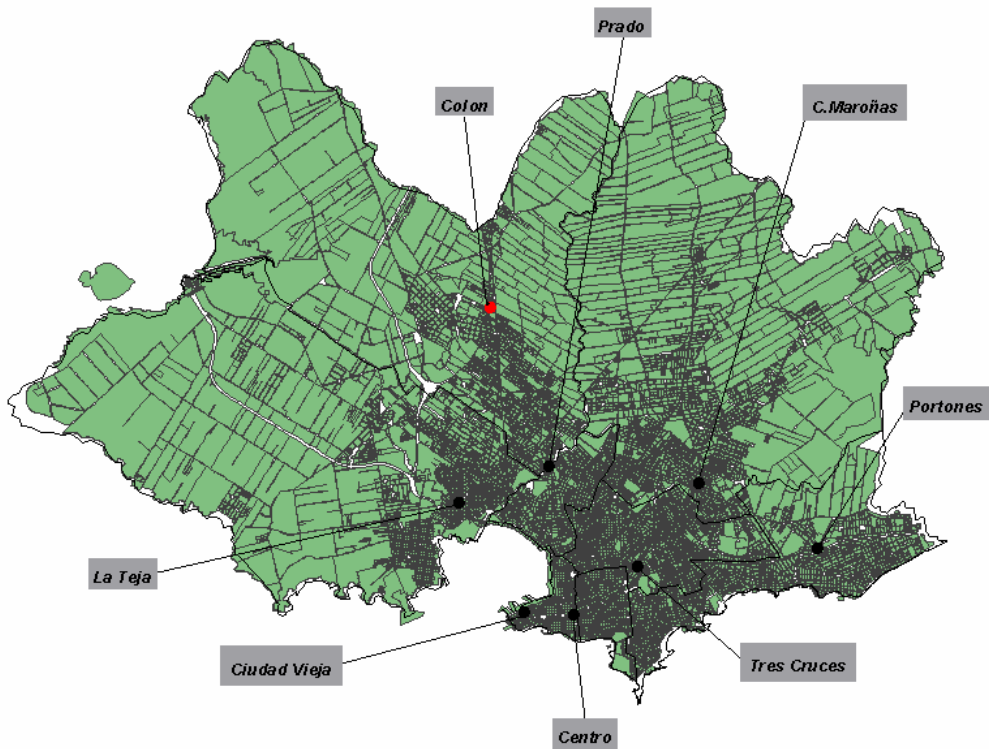 Prado
Colon
C.Maroñas
Portones
La Teja
Ciudad Vieja
Tres Cruces
Centro